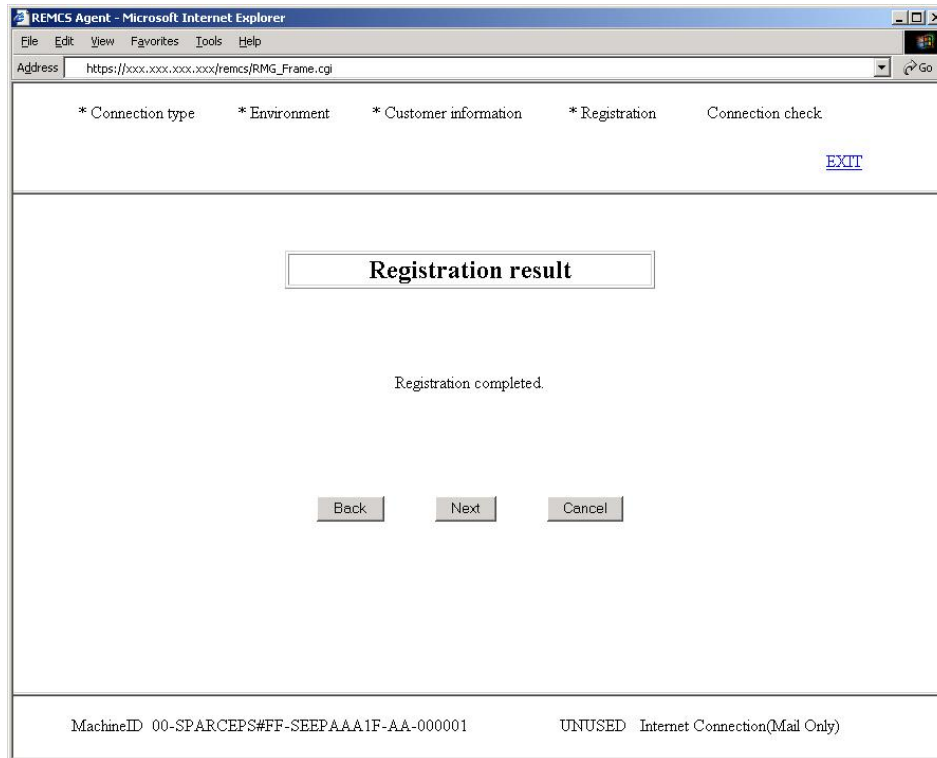 REMCS Agent - Microsoft Internet Explorer
File Edit View Favorites Tools Help
Address https://xxx.xxx.xxx.xxx/remcs/RMG_Frame.cgi Go
* Connection type * Environment * Customer information * Registration Connection check
EXIT
Registration result
Registration completed.
Back Next Cancel
MachineID 00-SPARCEPS#FF-SEEPAAA1F-AA-000001 UNUSED Internet Connection(Mail Only)